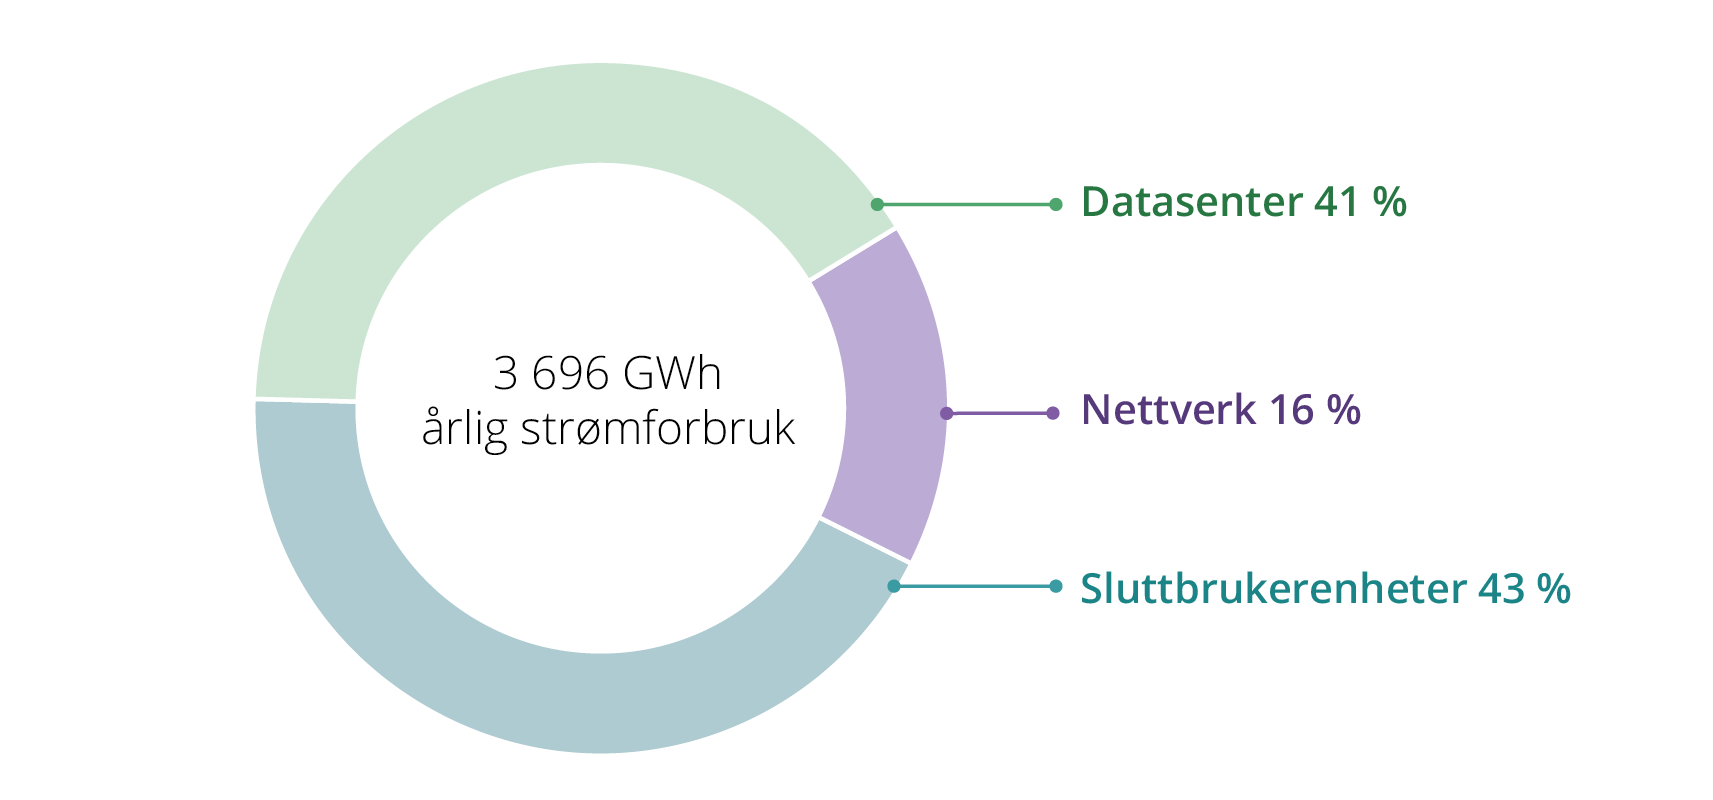 3 696 GWh
årlig strømforbruk
Datasenter 41 %
Nettverk 16 %
Sluttbrukerenheter 43 %